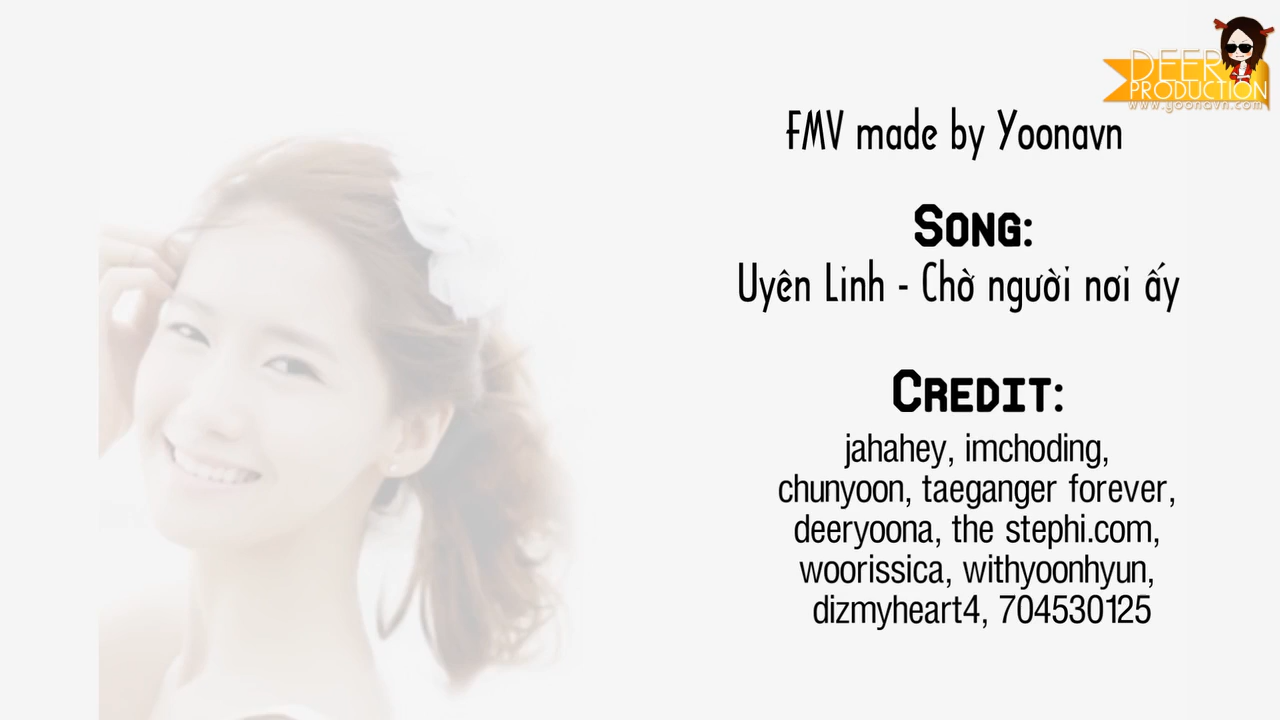 DEER
PRODUCTION
www.yoonavn.com
FMV made by Yoonavn
SONG:
Uyên Linh - Chờ người nơi ấy
CREDIT:
jahahey, imchoding,
chunyoon, taeganger forever,
deeryoona, the stephi.com,
woorissica, withyoonhyun,
dizmyheart4, 704530125